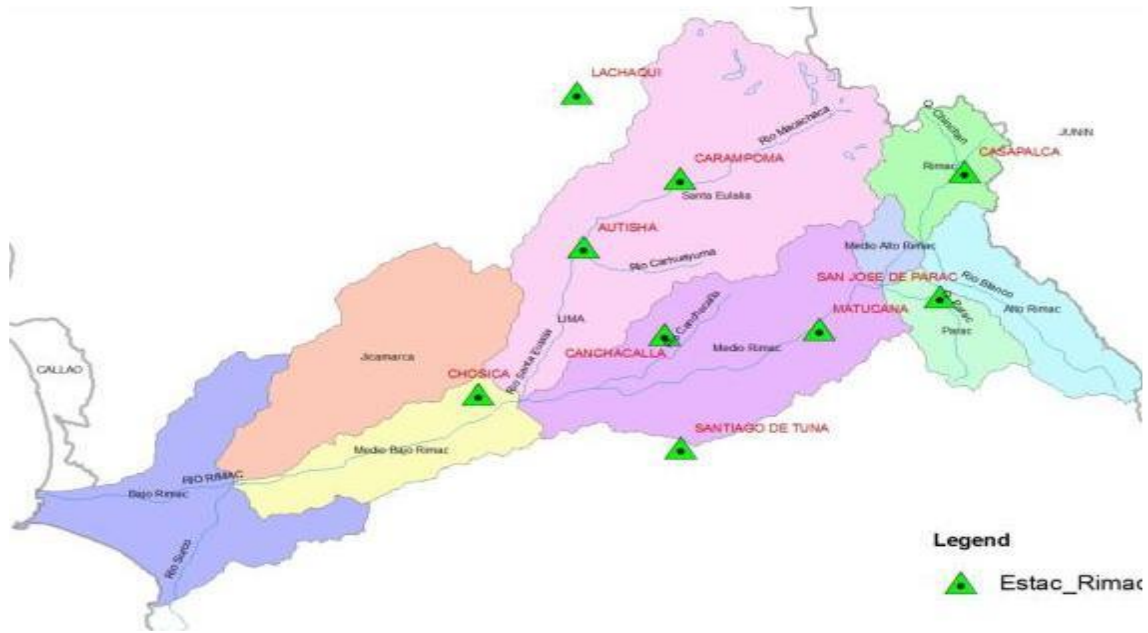 LACHAQUI
Q. Chinchan
JUNIN
Rio Macachaca
CARAMPOMA
CASAPALCA
Rimac
Santa Eulalia
AUTISHA
Rio Carhuayuma
Medio Alto Rimac
SAN JOSE DE PARAC
Rio Blanco
Alto Rimac
MATUCANA
Parac
LIMA
CANCHACALLA
Medio Rimac
Rio Santa Eulalia
Jicamarca
CALLAO
CHOSICA
SANTIAGO DE TUNA
Medio-Bajo Rimac
RIO RIMAC
Bajo Rimac
Rio Surco
Legend
Estac_Rimac